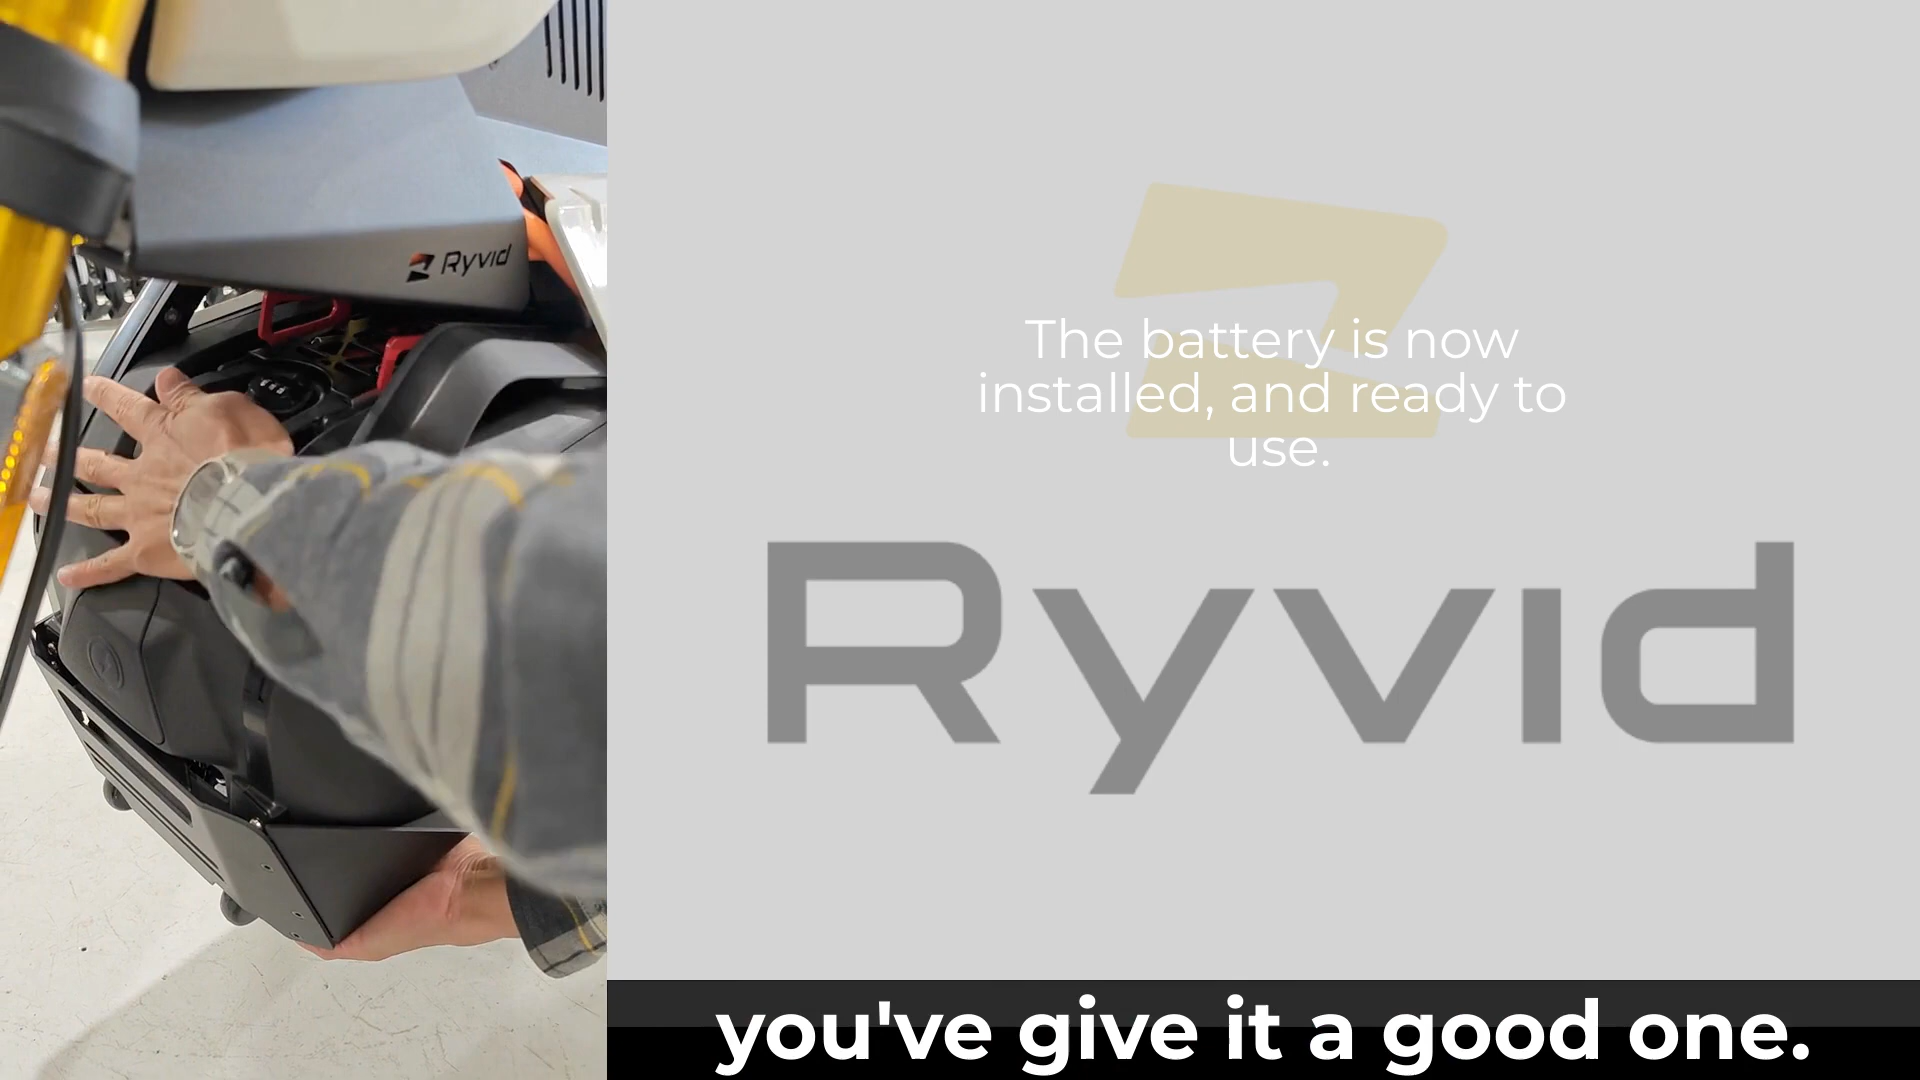 Ryvid
The battery is now
installed, and ready to
use.
Ryvid
you've give it a good one.